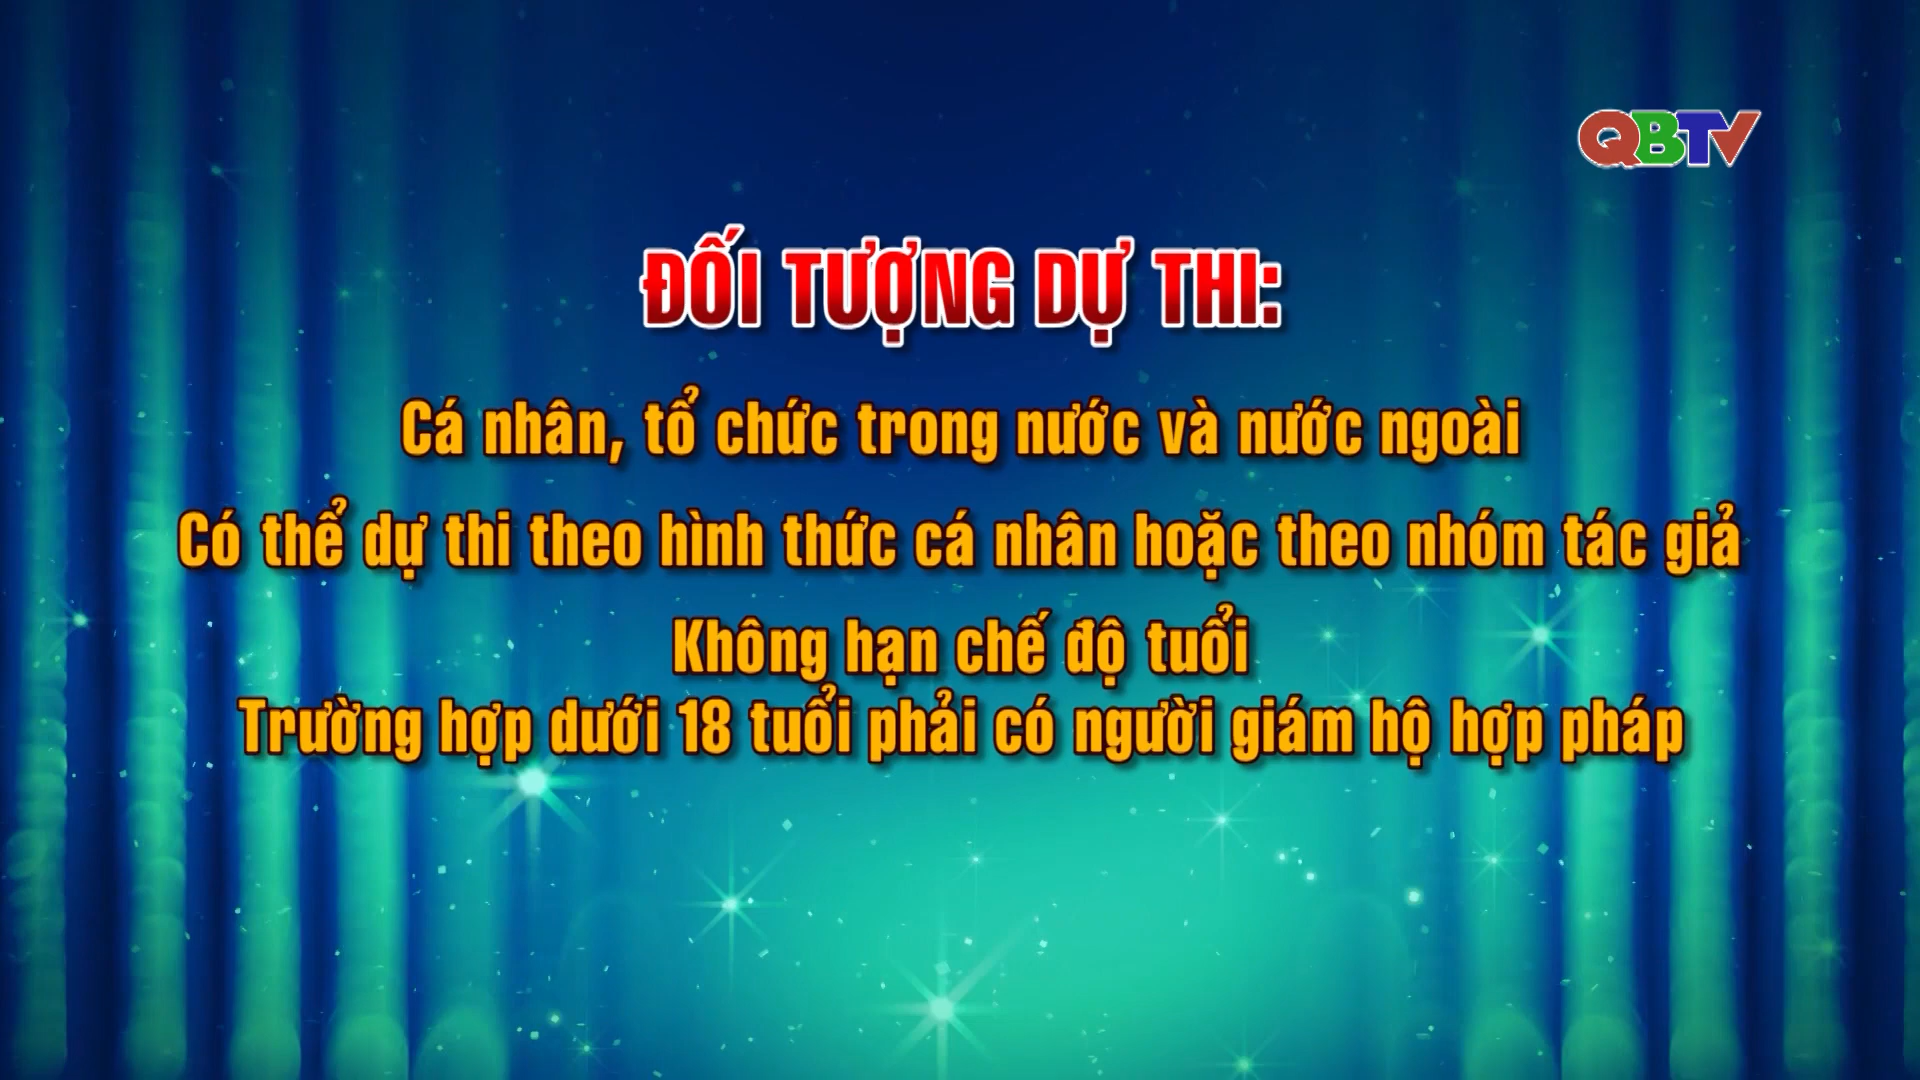 QBTV
ĐỐI TƯỢNG DỰ THI:
Cá nhân, tổ chức trong nước và nước ngoài
Có thể dự thi theo hình thức cá nhân hoặc theo nhóm tác giả
Không hạn chế độ tuổi
Trường hợp dưới 18 tuổi phải có người giám hộ hợp pháp